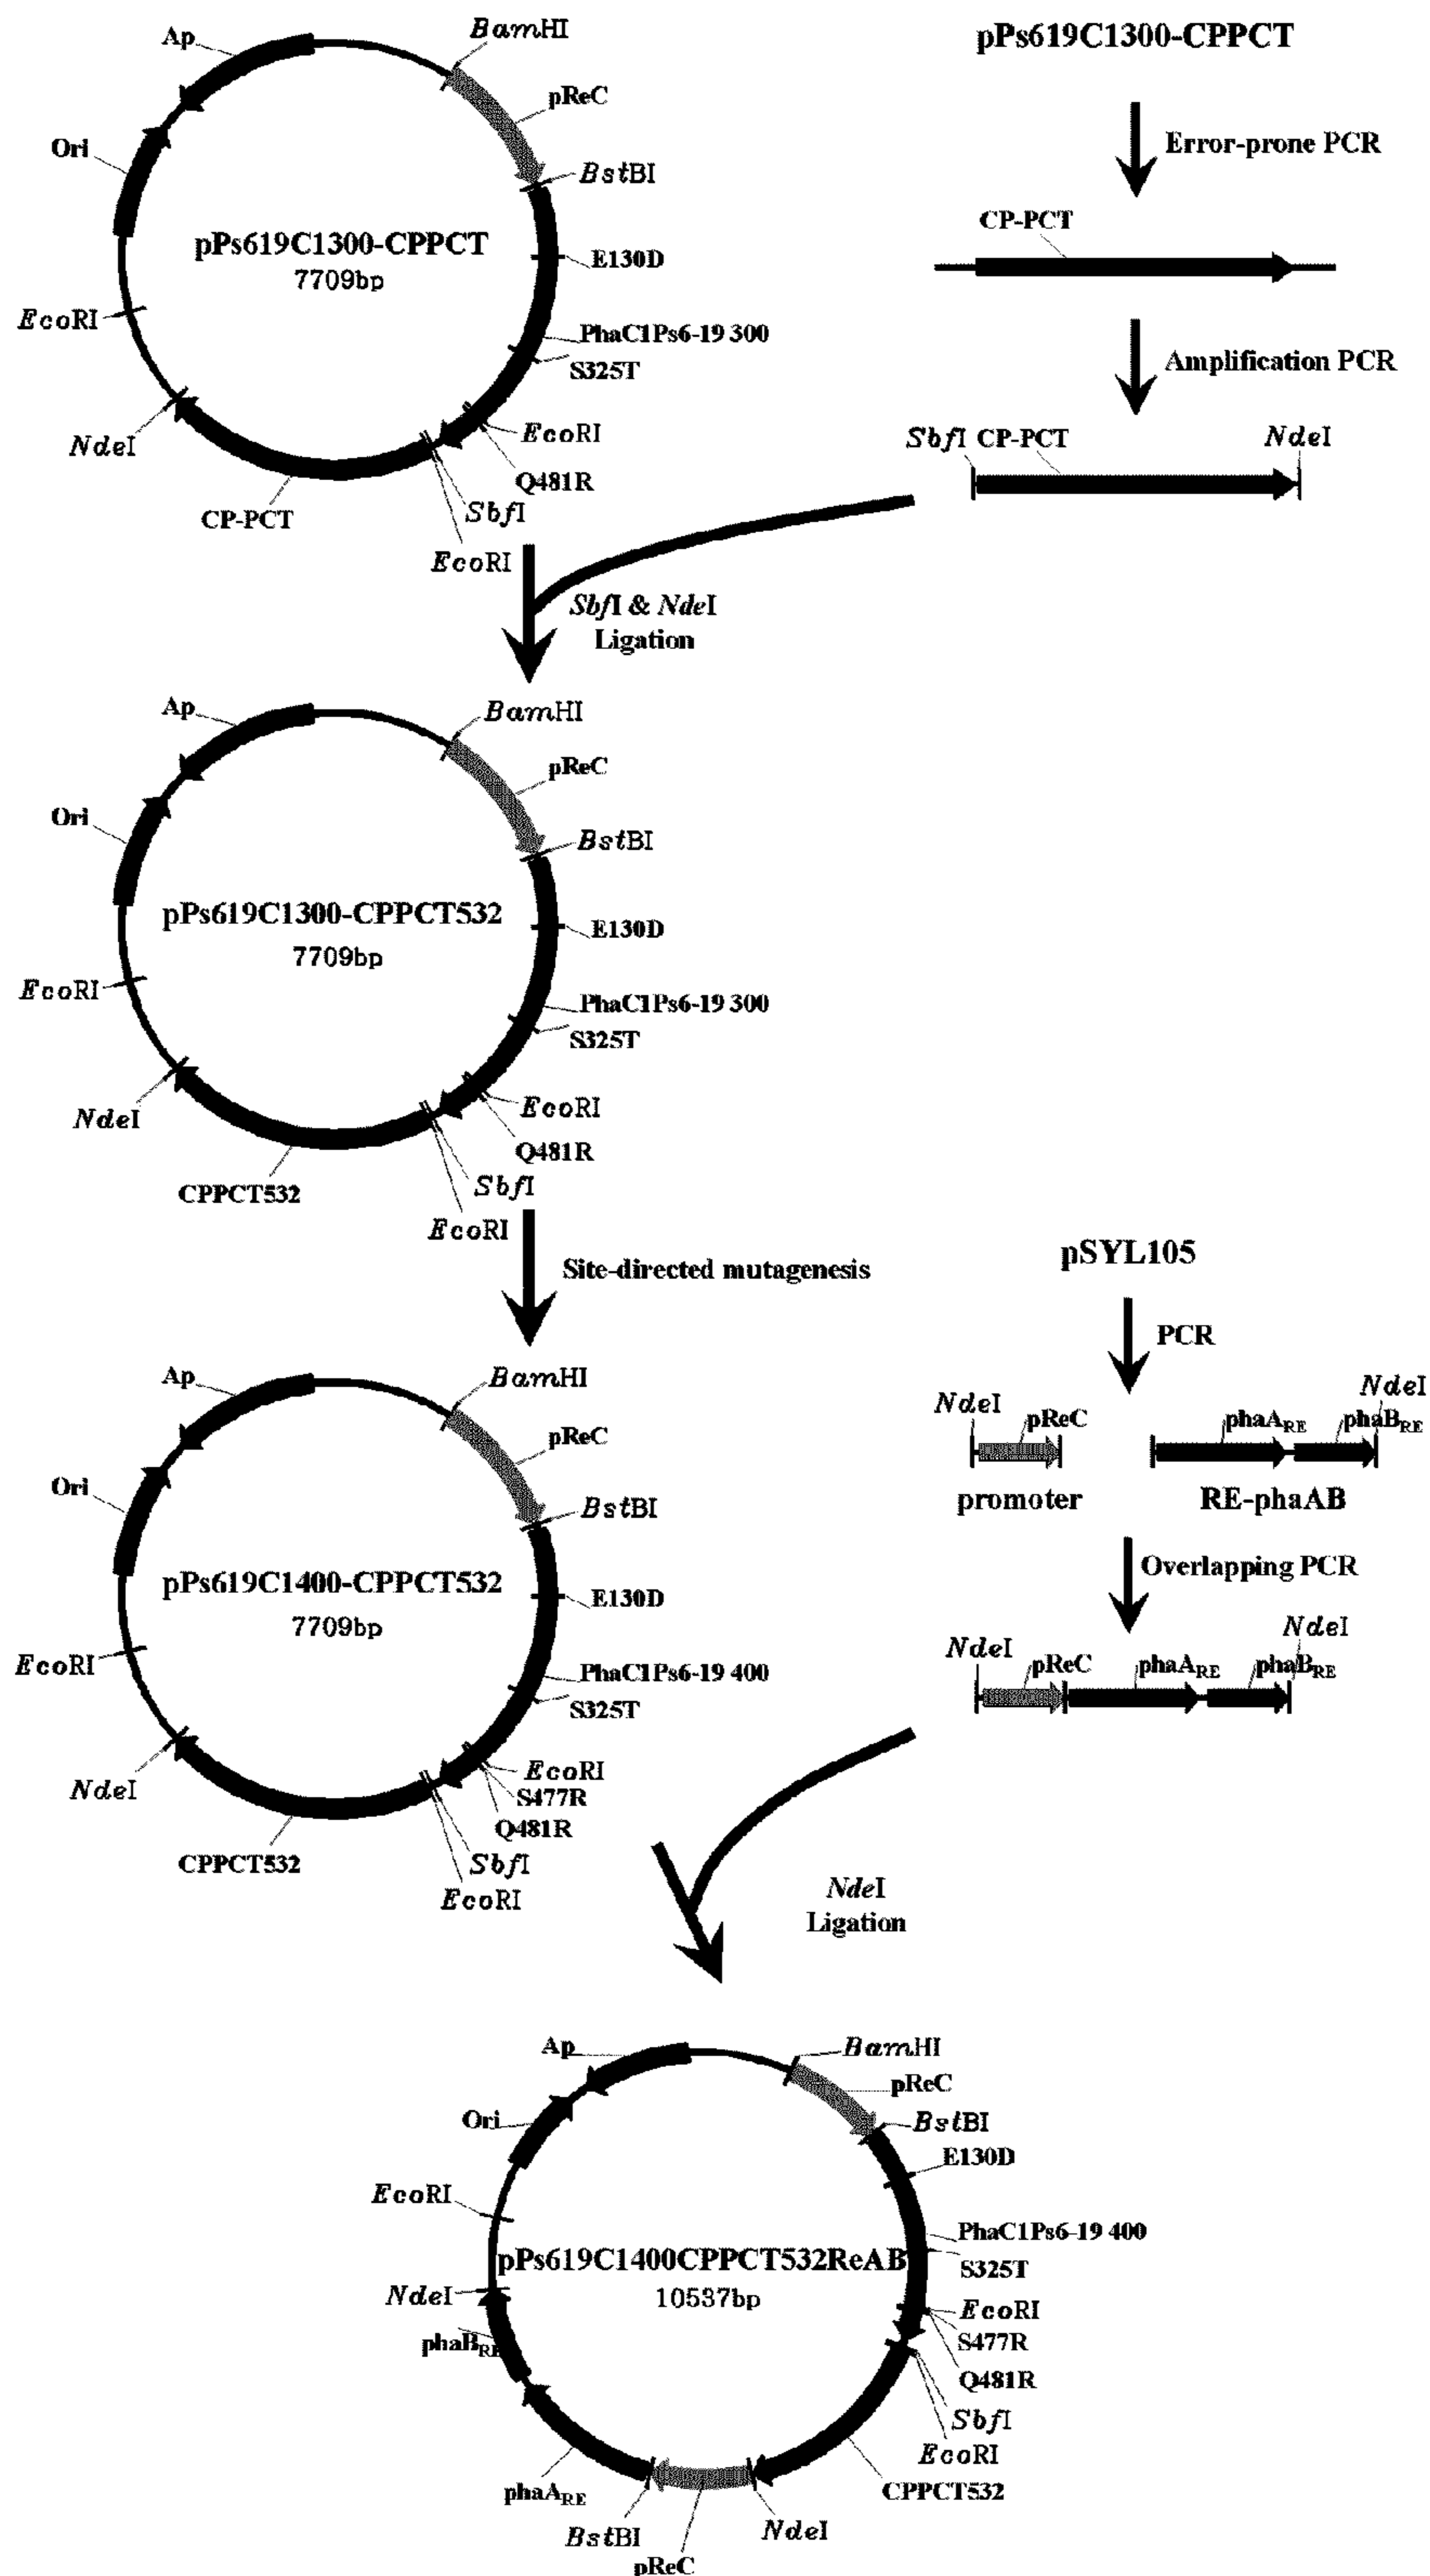 Ap
BamHI
pReC
BstBI
Ori
pPs619C1300-CPPCT
7709bp
E130D
EcoRI
PhaC1Ps6-19 300
S325T
NdeI
EcoRI
Q481R
CP-PCT
SbfI
EcoRI
pPs619C1300-CPPCT
Error-prone PCR
CP-PCT
Amplification PCR
SbfI CP-PCT
NdeI
SbfI & NdeI
Ligation
Ap
BamHI
pReC
BstBI
Ori
pPs619C1300-CPPCT532
7709bp
E130D
EcoRI
PhaC1Ps6-19 300
S325T
NdeI
EcoRI
Q481R
CPPCT532
SbfI
EcoRI
Site-directed mutagenesis
pSYL105
PCR
NdeI
pReC
phaARE
phaBRE
NdeI
promoter
RE-phaAB
Overlapping PCR
NdeI
pReC
phaARE
phaBRE
NdeI
Ap
BamHI
pReC
BstBI
Ori
pPs619C1400-CPPCT532
7709bp
E130D
EcoRI
PhaC1Ps6-19 400
S325T
NdeI
EcoRI
S477R
Q481R
CPPCT532
SbfI
EcoRI
NdeI
Ligation
Ap
BamHI
pReC
BstBI
Ori
E130D
EcoRI
PhaC1Ps6-19 400
pPs619C1400CPPCT532ReAB
10537bp
S325T
NdeI
EcoRI
S477R
phaBRE
Q481R
SbfI
EcoRI
CPPCT532
phaARE
BstBI
NdeI
pReC